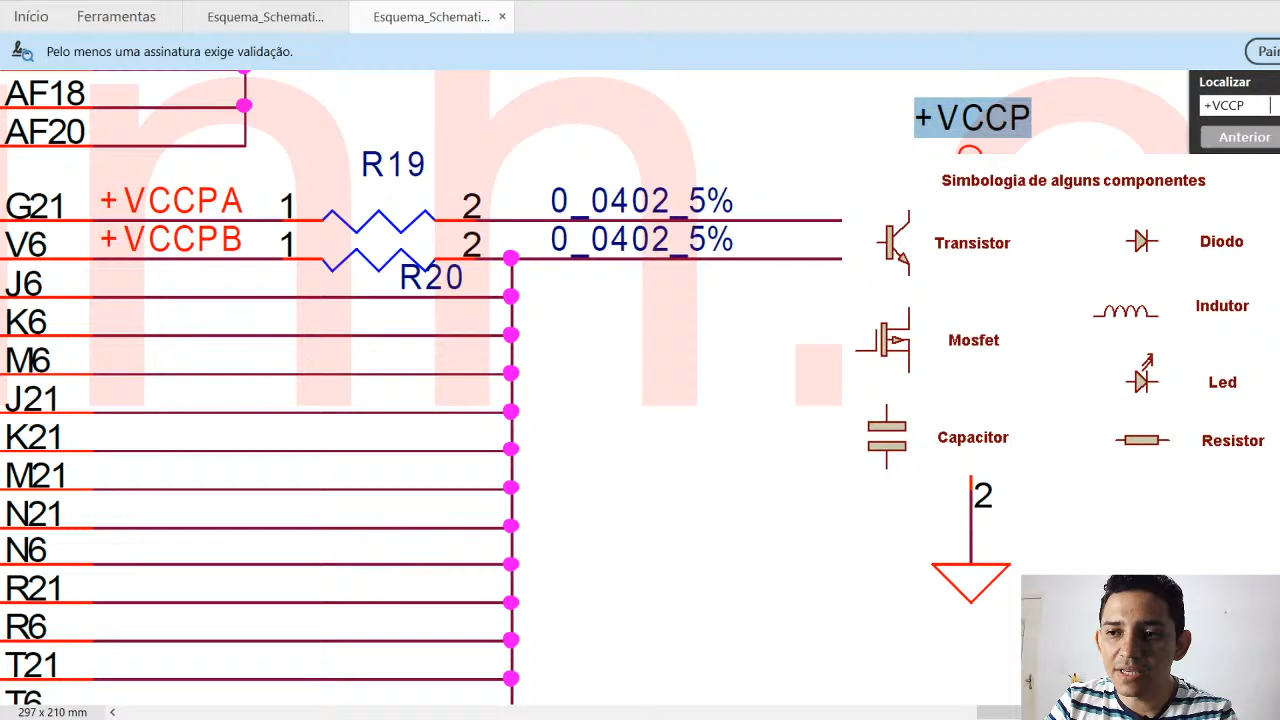 Início Ferramentas Esquema_Schemati... Esquema_Schemati... ×
Pelo menos uma assinatura exige validação.
Localizar
+VCCP
Anterior
AF18
AF20
+VCCP
R19
G21 +VCCPA 1 2 0_0402_5%
V6 +VCCPB 1 2 0_0402_5%
R20
J6
K6
M6
J21
K21
M21
N21
N6
R21
R6
T21
T6
Simbologia de alguns componentes
Transistor Diodo
Indutor
Mosfet
Led
Capacitor Resistor
2
297 x 210 mm